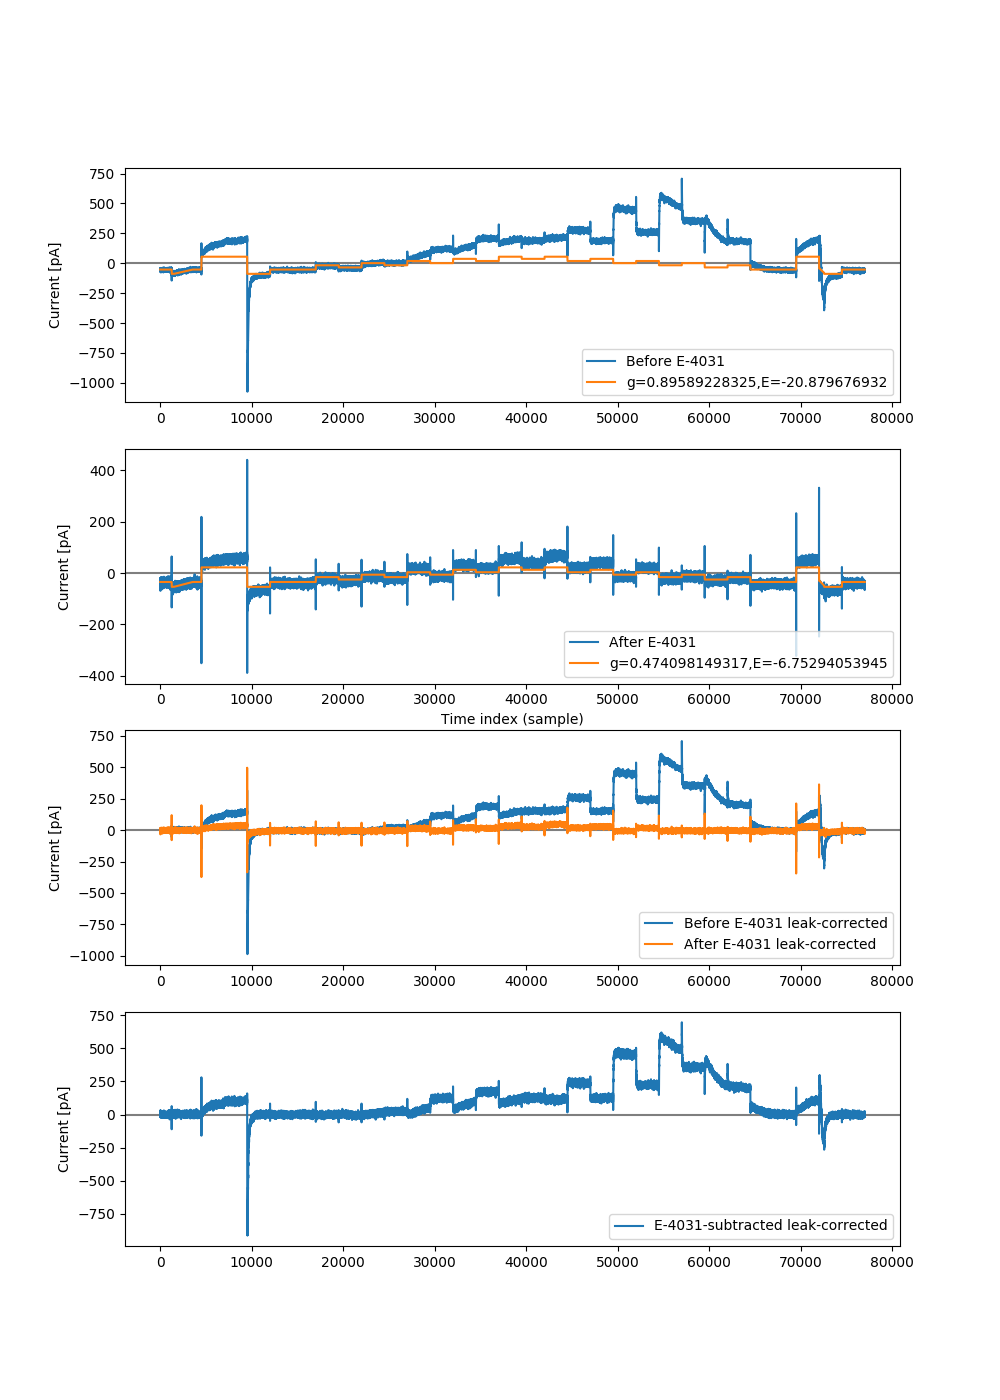 750
500
250
0
−250
−500
−750
−1000
Current [pA]
Before E-4031
g=0.89589228325,E=-20.879676932
0 10000 20000 30000 40000 50000 60000 70000 80000
400
200
0
−200
−400
Current [pA]
After E-4031
g=0.474098149317,E=-6.75294053945
0 10000 20000 30000 40000 50000 60000 70000 80000
Time index (sample)
750
500
250
0
−250
−500
−750
−1000
Current [pA]
Before E-4031 leak-corrected
After E-4031 leak-corrected
0 10000 20000 30000 40000 50000 60000 70000 80000
750
500
250
0
−250
−500
−750
Current [pA]
E-4031-subtracted leak-corrected
0 10000 20000 30000 40000 50000 60000 70000 80000